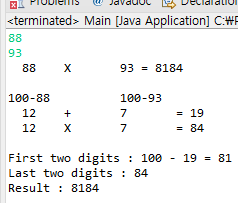 Problems @ Javadoc Declaration
<terminated> Main [Java Application] C:₩
88
93
88 X 93 = 8184
100-88 100-93
12 + 7 = 19
12 X 7 = 84
First two digits : 100 - 19 = 81
Last two digits : 84
Result : 8184